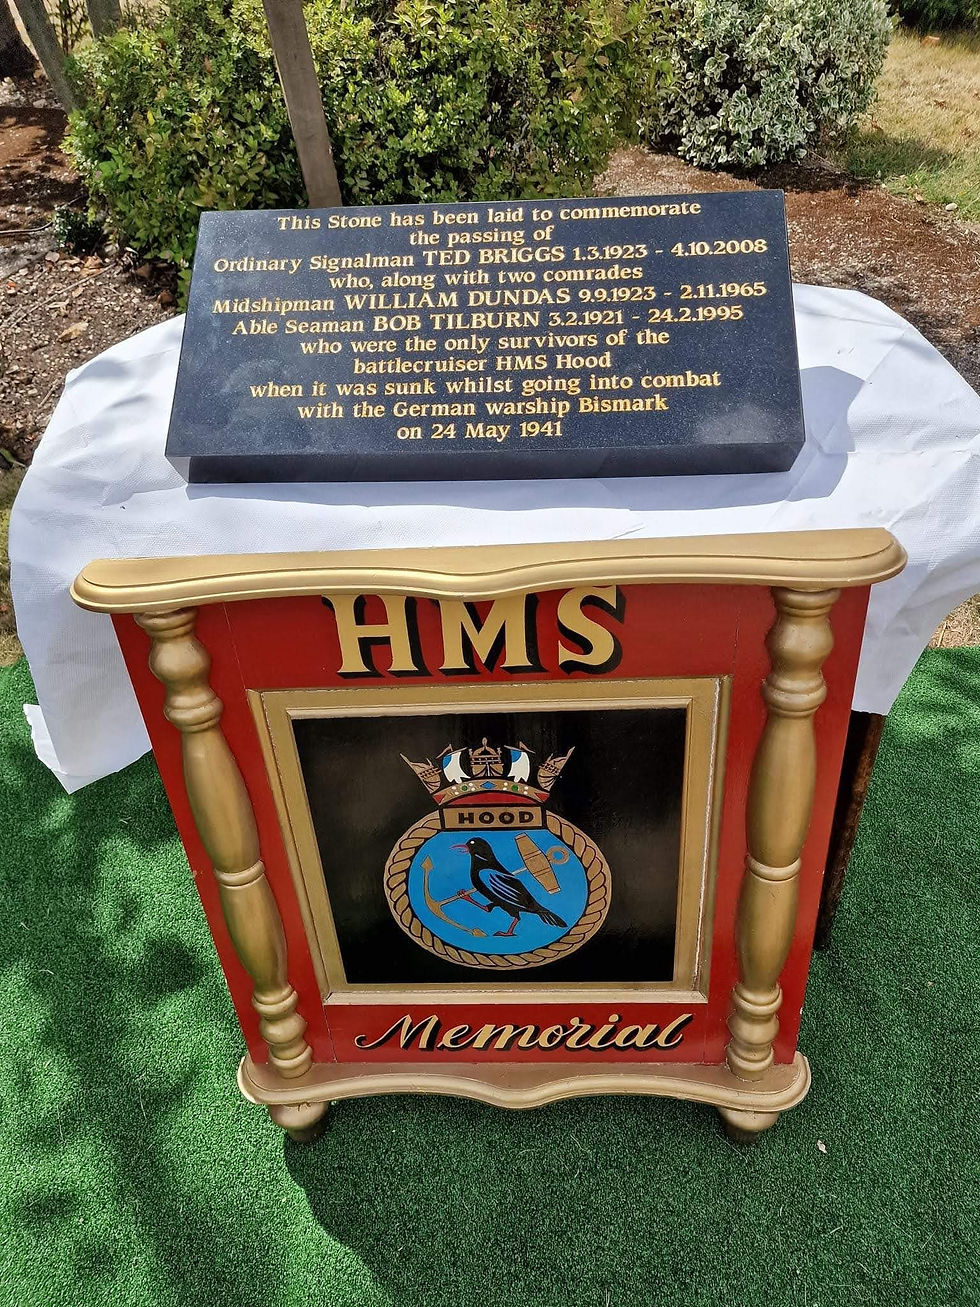 This Stone has been laid to commemorate
the passing of
Ordinary Signalman TED BRIGGS 1.3.1923 - 4.10.2008
who, along with two comrades
Midshipman WILLIAM DUNDAS 9.9.1923 - 2.11.1965
Able Seaman BOB TILBURN 3.2.1921 - 24.2.1995
who were the only survivors of the
battlecruiser HMS Hood
when it was sunk whilst going into combat
with the German warship Bismark
on 24 May 1941
HMS
HOOD
Memorial